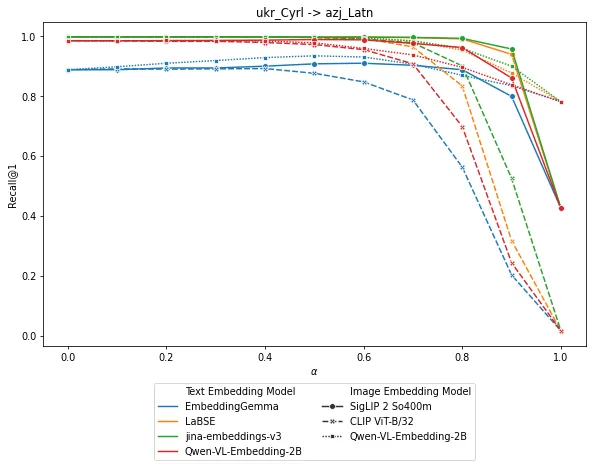 ukr_Cyrl -> azj_Latn
Recall@1
1.0
0.8
0.6
0.4
0.2
0.0
0.0 0.2 0.4 0.6 0.8 1.0
α
Text Embedding Model
EmbeddingGemma
LaBSE
jina-embeddings-v3
Qwen-VL-Embedding-2B
Image Embedding Model
SigLIP 2 So400m
CLIP ViT-B/32
Qwen-VL-Embedding-2B